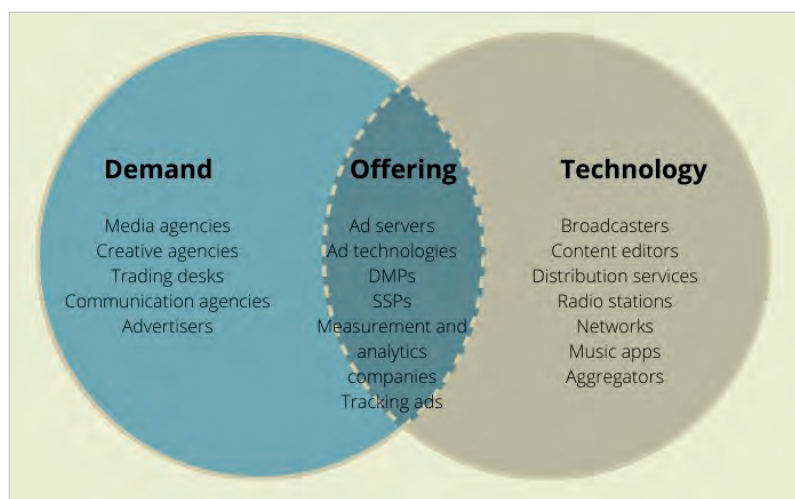 Demand
Media agencies
Creative agencies
Trading desks
Communication agencies
Advertisers
Offering
Ad servers
Ad technologies
DMPs
SSPs
Measurement and
analytics
companies
Tracking ads
Technology
Broadcasters
Content editors
Distribution services
Radio stations
Networks
Music apps
Aggregators